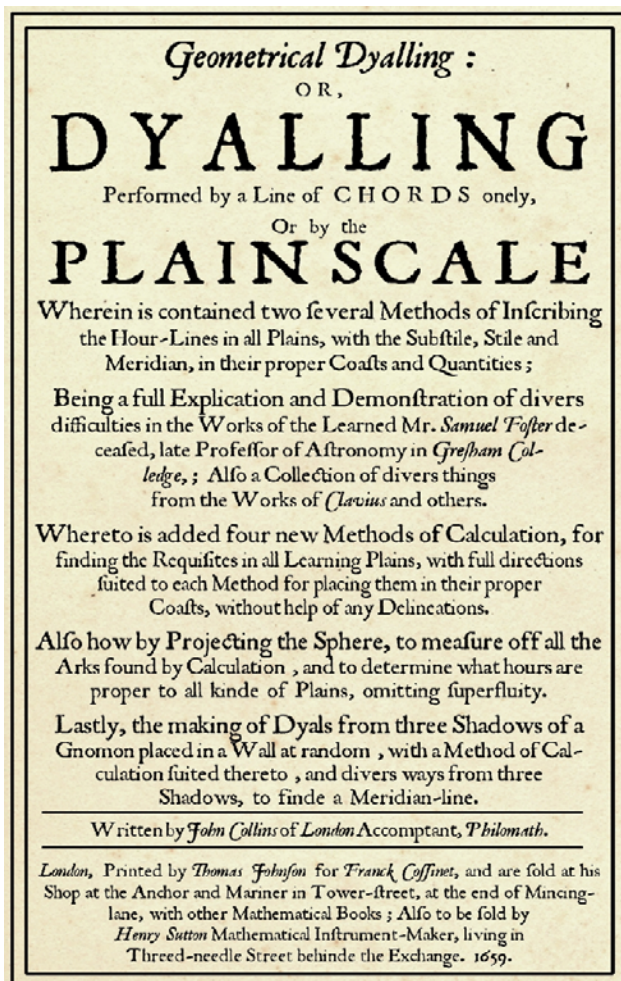 Geometrical Dyalling :
OR,
DYALLING
Performed by a Line of CHORDS onely,
Or by the
PLAIN SCALE
Wherein is contained two ſeveral Methods of Inſcribing
the Hour-Lines in all Plains, with the Subſtile, Stile and
Meridian, in their proper Coaſts and Quantities ;
Being a full Explication and Demonſtration of divers
difficulties in the Works of the Learned Mr. Samuel Foſter de-
ceaſed, late Profeſſor of Aſtronomy in Greſham Col-
ledge, ; Alſo a Collection of divers things
from the Works of Clavius and others.
Whereto is added four new Methods of Calculation, for
finding the Requiſites in all Learning Plains, with full directions
ſuited to each Method for placing them in their proper
Coaſts, without help of any Delineations.
Alſo how by Projecting the Sphere, to meaſure off all the
Arks found by Calculation , and to determine what hours are
proper to all kinde of Plains, omitting ſuperfluity.
Lastly, the making of Dyals from three Shadows of a
Gnomon placed in a Wall at random , with a Method of Cal-
culation ſuited thereto , and divers ways from three
Shadows, to finde a Meridian-line.
Written by John Collins of London Accomptant, Philomath.
London, Printed by Thomas Johnſon for Franck Coſſinet, and are ſold at his
Shop at the Anchor and Mariner in Tower-ſtreet, at the end of Mincing-
lane, with other Mathematical Books ; Alſo to be ſold by
Henry Sutton Mathematical Inſtrument-Maker, living in
Threed-needle Street behinde the Exchange. 1659.